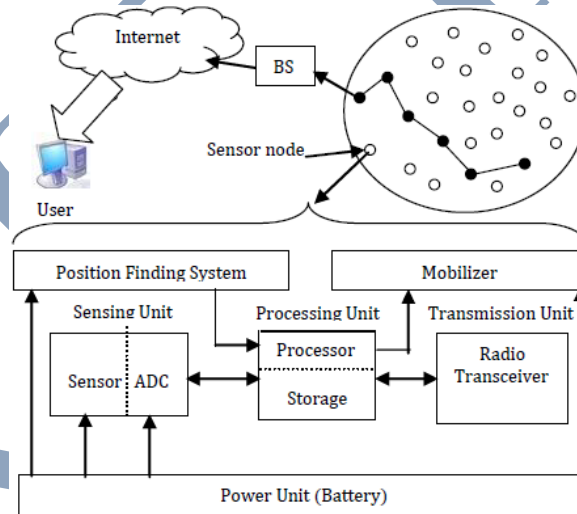 Internet
BS
Sensor node
User
Position Finding System
Mobilizer
Sensing Unit
Processing Unit
Transmission Unit
Sensor
ADC
Processor
Storage
Radio
Transceiver
Power Unit (Battery)